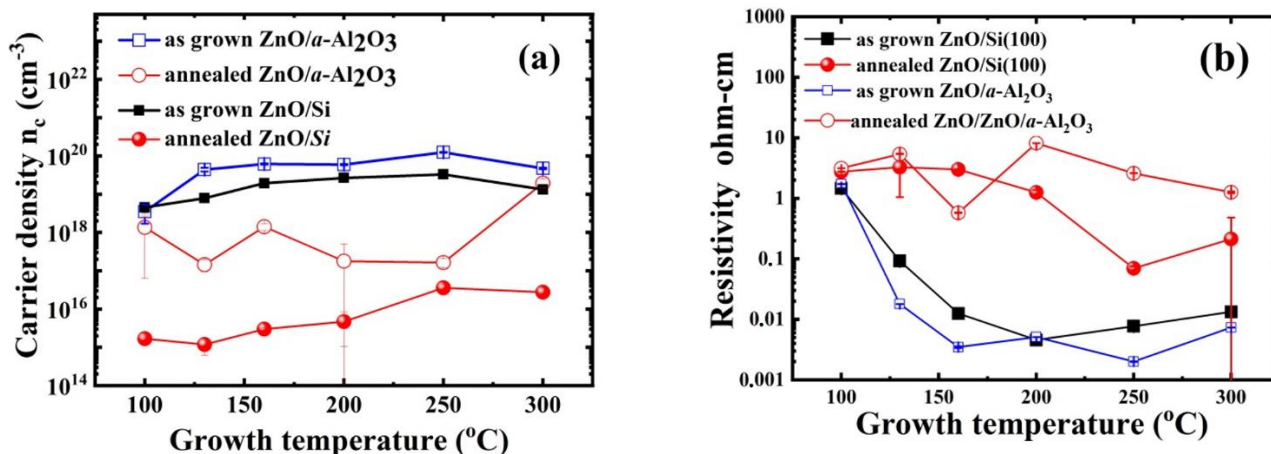 (a)
as grown ZnO/a-Al2O3
annealed ZnO/a-Al2O3
as grown ZnO/Si
annealed ZnO/Si
Carrier density n_c (cm^-3)
10^22
10^20
10^18
10^16
10^14
100 150 200 250 300
Growth temperature (°C)
(b)
as grown ZnO/Si(100)
annealed ZnO/Si(100)
as grown ZnO/a-Al₂O₃
annealed ZnO/ZnO/a-Al₂O₃
Resistivity ohm-cm
1000
100
10
1
0.1
0.01
0.001
100 150 200 250 300
Growth temperature (°C)